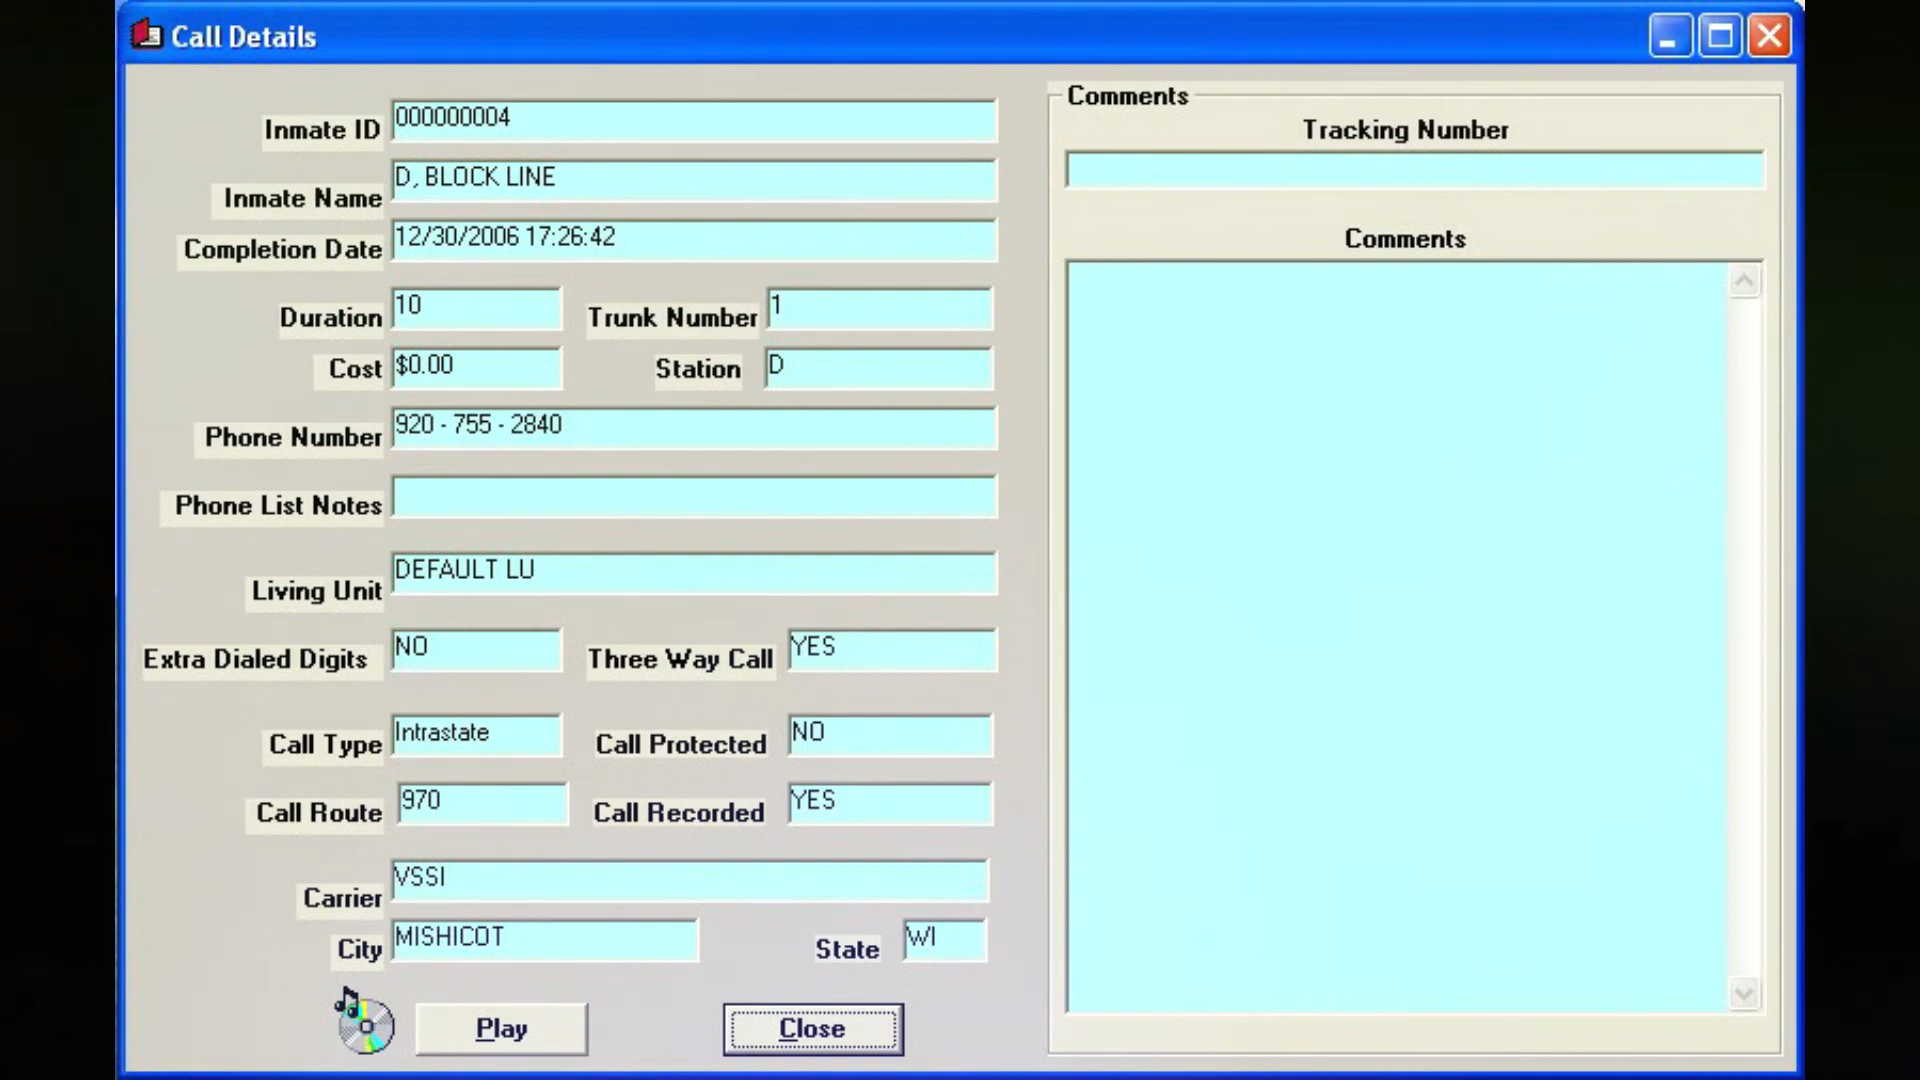 Call Details
Inmate ID 000000004
Inmate Name D, BLOCK LINE
Completion Date 12/30/2006 17:26:42
Duration 10 Trunk Number 1
Cost $0.00 Station D
Phone Number 920 - 755 - 2840
Phone List Notes
Living Unit DEFAULT LU
Extra Dialed Digits NO Three Way Call YES
Call Type Intrastate Call Protected NO
Call Route 970 Call Recorded YES
Carrier VSSI
City MISHICOT State WI
Play Close
Comments
Tracking Number
Comments